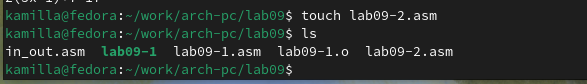 kamilla@fedora:~/work/arch-pc/lab09$ touch lab09-2.asm
kamilla@fedora:~/work/arch-pc/lab09$ ls
in_out.asm lab09-1 lab09-1.asm lab09-1.o lab09-2.asm
kamilla@fedora:~/work/arch-pc/lab09$